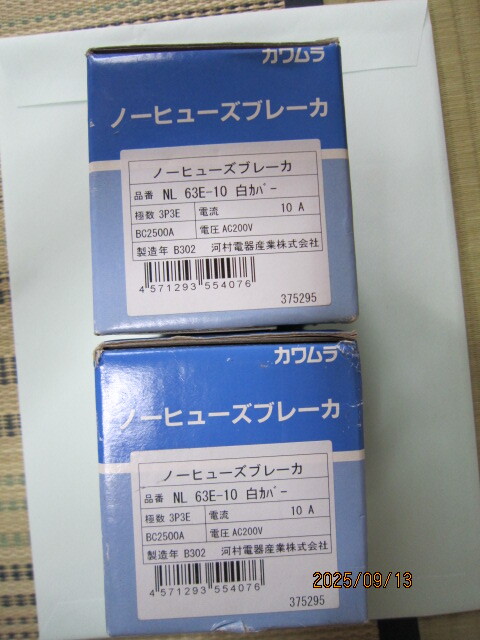 カワムラ
ノーヒューズブレーカ
ノーヒューズブレーカ
品番 NL 63E-10 白ｶﾊﾞｰ
極数 3P3E 電流 10 A
BC2500A 電圧 AC200V
製造年 B302 河村電器産業株式会社
4 571293 554076
375295
カワムラ
ノーヒューズブレーカ
ノーヒューズブレーカ
品番 NL 63E-10 白ｶﾊﾞｰ
極数 3P3E 電流 10 A
BC2500A 電圧 AC200V
製造年 B302 河村電器産業株式会社
4 571293 554076
375295
2025/09/13